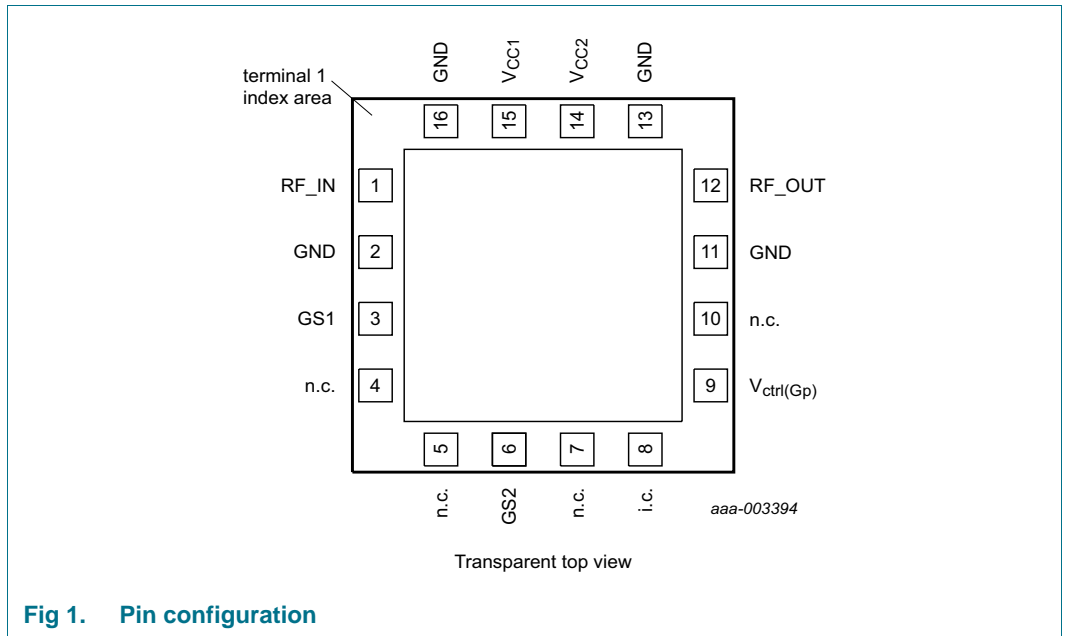 GND
VCC1
VCC2
GND
terminal 1
index area
16
15
14
13
RF_IN
1
12
RF_OUT
GND
2
11
GND
GS1
3
10
n.c.
n.c.
4
9
Vctrl(Gp)
5
6
7
8
n.c.
GS2
n.c.
i.c.
aaa-003394
Transparent top view
Fig 1. Pin configuration